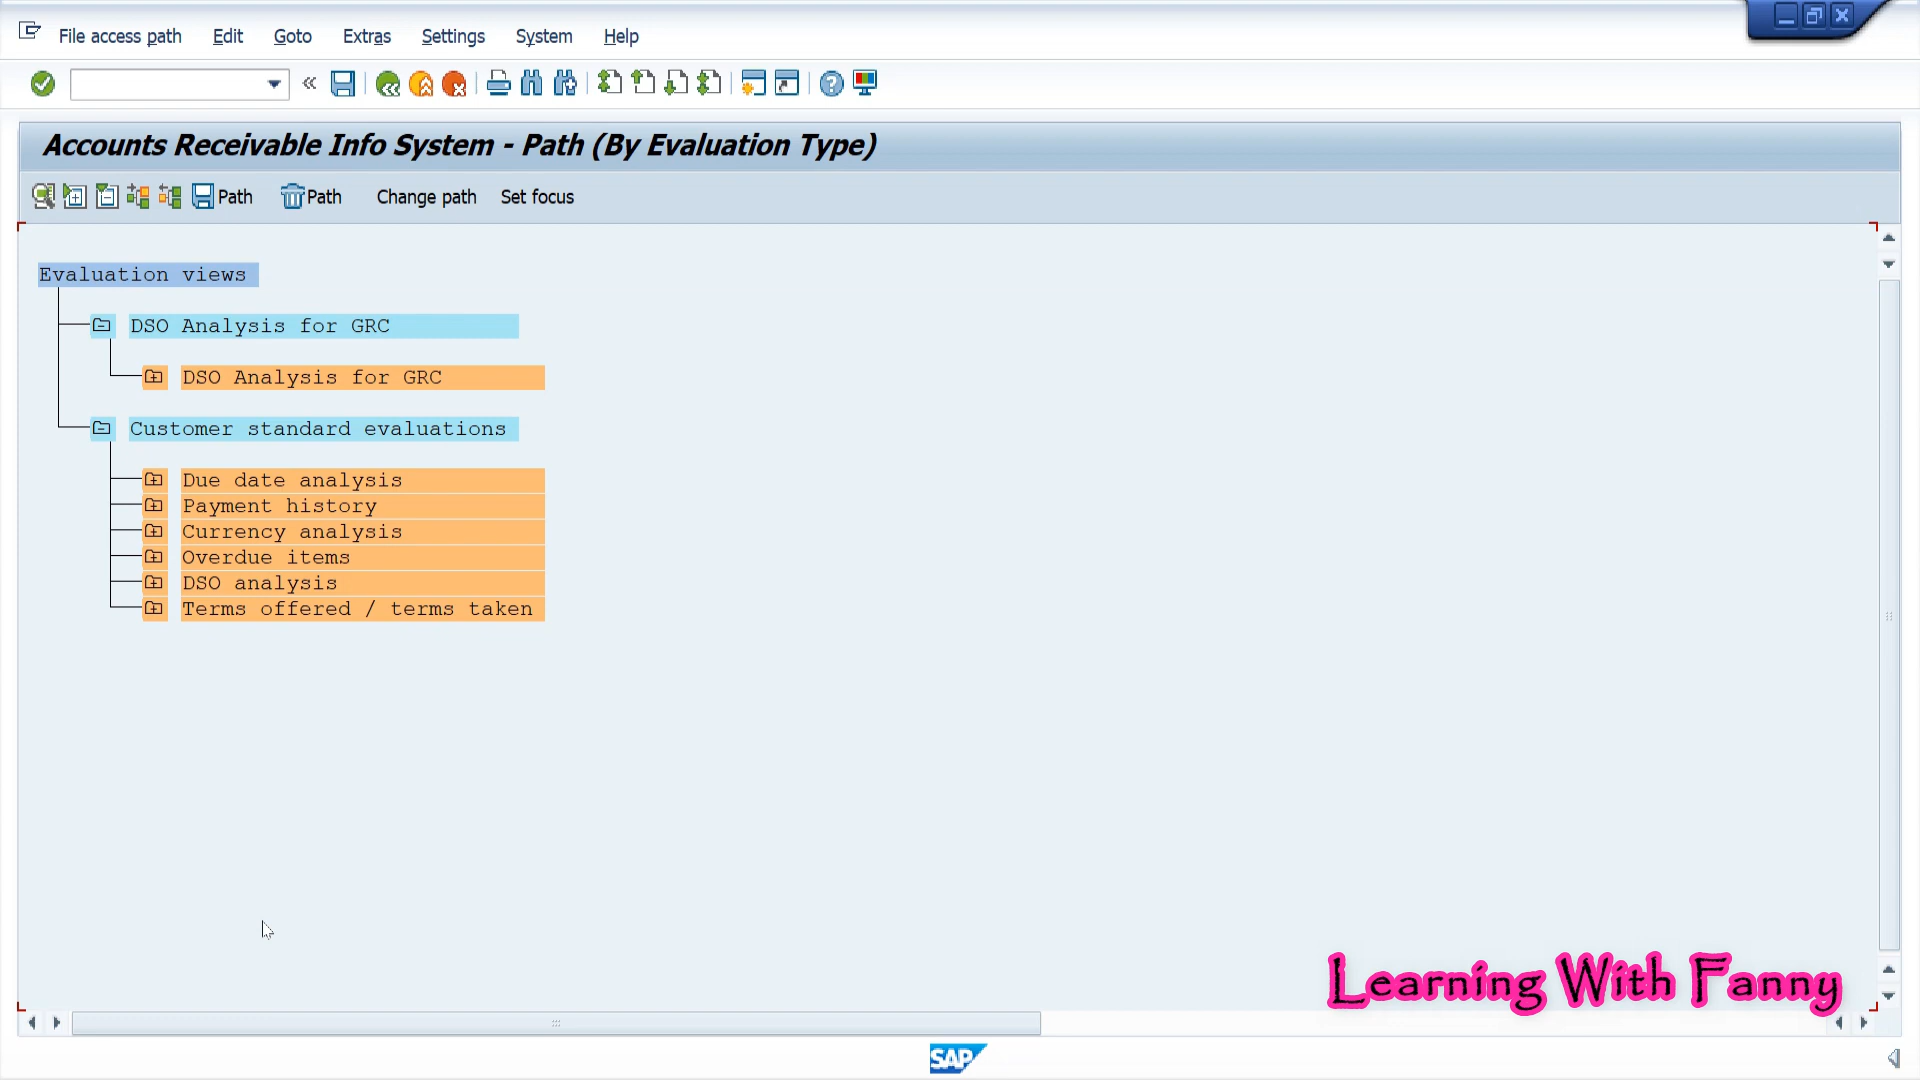 File access path Edit Goto Extras Settings System Help
Accounts Receivable Info System - Path (By Evaluation Type)
Path Path Change path Set focus
Evaluation views
DSO Analysis for GRC
DSO Analysis for GRC
Customer standard evaluations
Due date analysis
Payment history
Currency analysis
Overdue items
DSO analysis
Terms offered / terms taken
Learning With Fanny
SAP